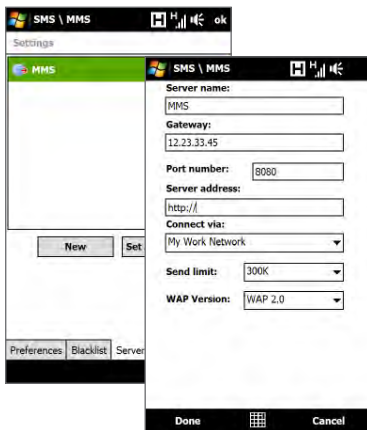 SMS \ MMS ok
Settings
MMS
New Set
Preferences Blacklist Server
SMS \ MMS
Server name:
MMS
Gateway:
12.23.33.45
Port number: 8080
Server address:
http://
Connect via:
My Work Network
Send limit: 300K
WAP Version: WAP 2.0
Done Cancel